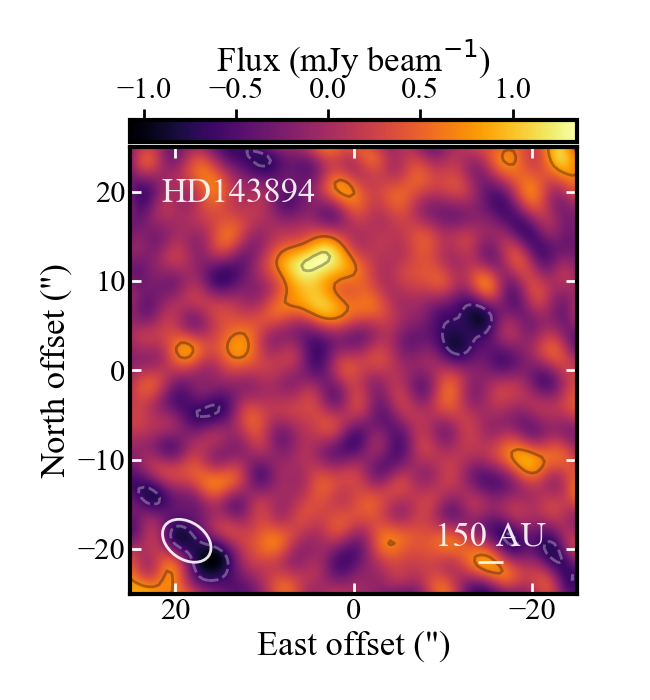 Flux (mJy beam⁻¹)
−1.0 −0.5 0.0 0.5 1.0
HD143894
20
10
0
−10
−20
North offset (")
150 AU
20 0 −20
East offset (")